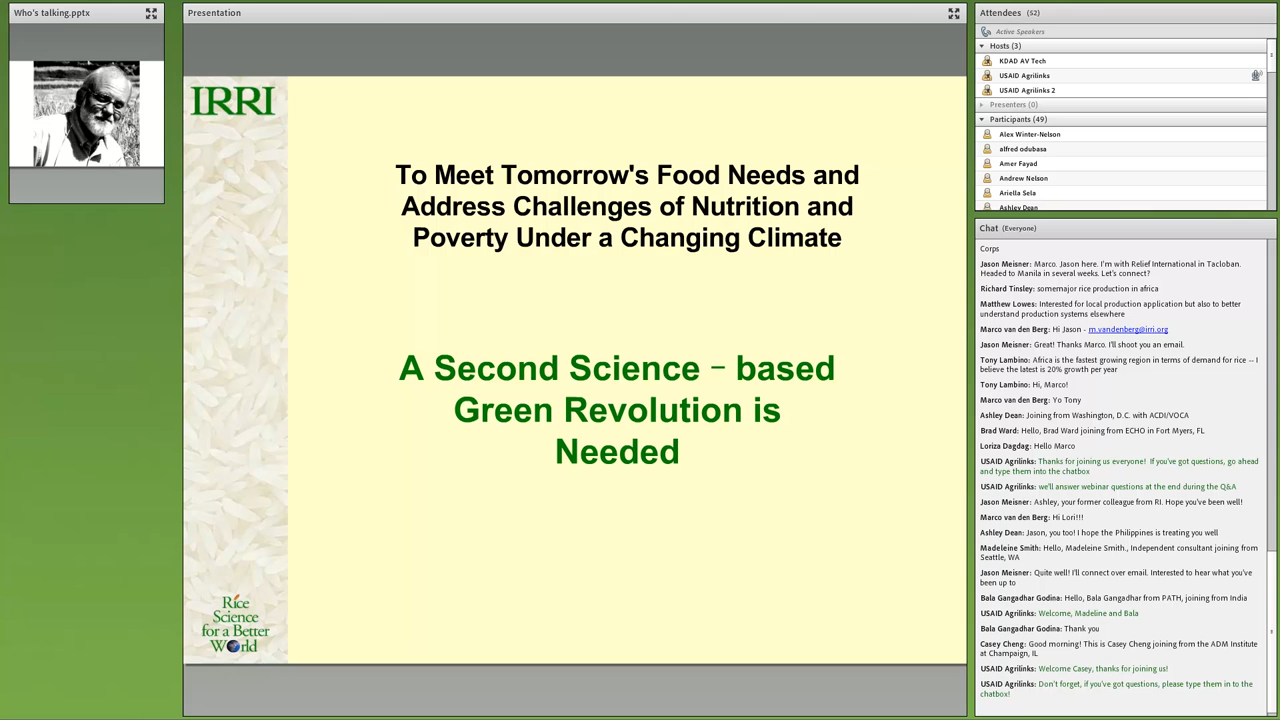 Who's talking.pptx
Presentation
IRRI
To Meet Tomorrow's Food Needs and
Address Challenges of Nutrition and
Poverty Under a Changing Climate
A Second Science – based
Green Revolution is
Needed
Rice
Science
for a Better
World
Attendees (52)
Active Speakers
Hosts (3)
KDAD AV Tech
USAID Agrilinks
USAID Agrilinks 2
Presenters (0)
Participants (49)
Alex Winter-Nelson
alfred odubasa
Amer Fayad
Andrew Nelson
Ariella Sela
Ashley Dean
Chat (Everyone)
Corps
Jason Meisner: Marco. Jason here. I'm with Relief International in Tacloban.
Headed to Manila in several weeks. Let's connect?
Richard Tinsley: somemajor rice production in africa
Matthew Lowes: Interested for local production application but also to better
understand production systems elsewhere
Marco van den Berg: Hi Jason - m.vandenberg@irri.org
Jason Meisner: Great! Thanks Marco. I'll shoot you an email.
Tony Lambino: Africa is the fastest growing region in terms of demand for rice -- I
believe the latest is 20% growth per year
Tony Lambino: Hi, Marco!
Marco van den Berg: Yo Tony
Ashley Dean: Joining from Washington, D.C. with ACDI/VOCA
Brad Ward: Hello, Brad Ward joining from ECHO in Fort Myers, FL
Loriza Dagdag: Hello Marco
USAID Agrilinks: Thanks for joining us everyone! If you've got questions, go ahead
and type them into the chatbox
USAID Agrilinks: we'll answer webinar questions at the end during the Q&A
Jason Meisner: Ashley, your former colleague from RI. Hope you've been well!
Marco van den Berg: Hi Lori!!!
Ashley Dean: Jason, you too! I hope the Philippines is treating you well
Madeleine Smith: Hello, Madeleine Smith., Independent consultant joining from
Seattle, WA
Jason Meisner: Quite well! I'll connect over email. Interested to hear what you've
been up to
Bala Gangadhar Godina: Hello, Bala Gangadhar from PATH, joining from India
USAID Agrilinks: Welcome, Madeline and Bala
Bala Gangadhar Godina: Thank you
Casey Cheng: Good morning! This is Casey Cheng joining from the ADM Institute
at Champaign, IL
USAID Agrilinks: Welcome Casey, thanks for joining us!
USAID Agrilinks: Don't forget, if you've got questions, please type them in to the
chatbox!